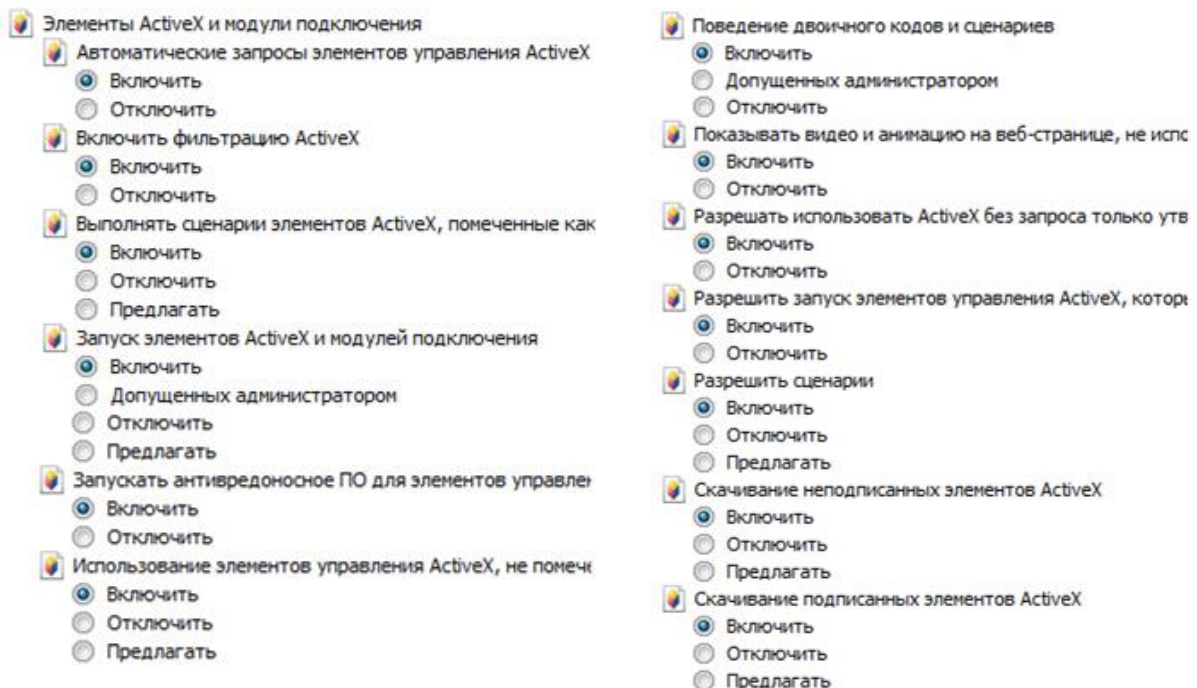 Элементы ActiveX и модули подключения
Автоматические запросы элементов управления ActiveX
Включить
Отключить
Включить фильтрацию ActiveX
Включить
Отключить
Выполнять сценарии элементов ActiveX, помеченные как
Включить
Отключить
Предлагать
Запуск элементов ActiveX и модулей подключения
Включить
Допущенных администратором
Отключить
Предлагать
Запускать антивредоносное ПО для элементов управлен
Включить
Отключить
Использование элементов управления ActiveX, не помече
Включить
Отключить
Предлагать
Поведение двоичного кодов и сценариев
Включить
Допущенных администратором
Отключить
Показывать видео и анимацию на веб-странице, не испо
Включить
Отключить
Разрешать использовать ActiveX без запроса только утв
Включить
Отключить
Разрешить запуск элементов управления ActiveX, которы
Включить
Отключить
Разрешить сценарии
Включить
Отключить
Предлагать
Скачивание неподписанных элементов ActiveX
Включить
Отключить
Предлагать
Скачивание подписанных элементов ActiveX
Включить
Отключить
Предлагать